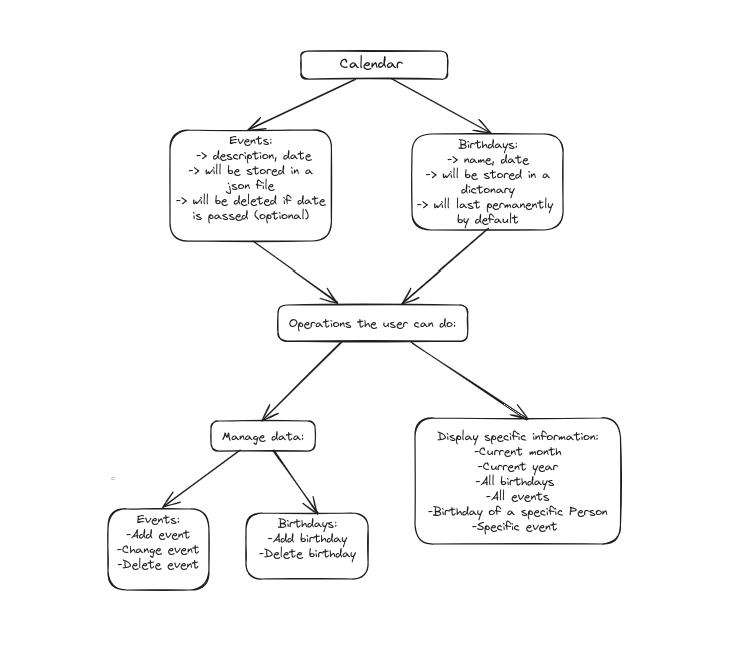 Calendar
Events:
-> description, date
-> will be stored in a
json file
-> will be deleted if date
is passed (optional)
Birthdays:
-> name, date
-> will be stored in a
dictonary
-> will last permanently
by default
Operations the user can do:
Manage data:
Display specific information:
-Current month
-Current year
-All birthdays
-All events
-Birthday of a specific Person
-Specific event
Events:
-Add event
-Change event
-Delete event
Birthdays:
-Add birthday
-Delete birthday